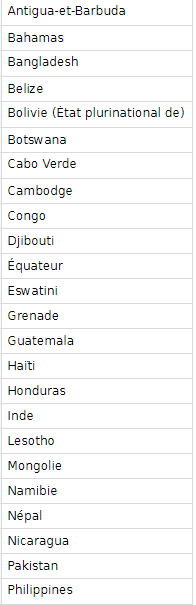 Antigua-et-Barbuda
Bahamas
Bangladesh
Belize
Bolivie (État plurinational de)
Botswana
Cabo Verde
Cambodge
Congo
Djibouti
Équateur
Eswatini
Grenade
Guatemala
Haïti
Honduras
Inde
Lesotho
Mongolie
Namibie
Népal
Nicaragua
Pakistan
Philippines